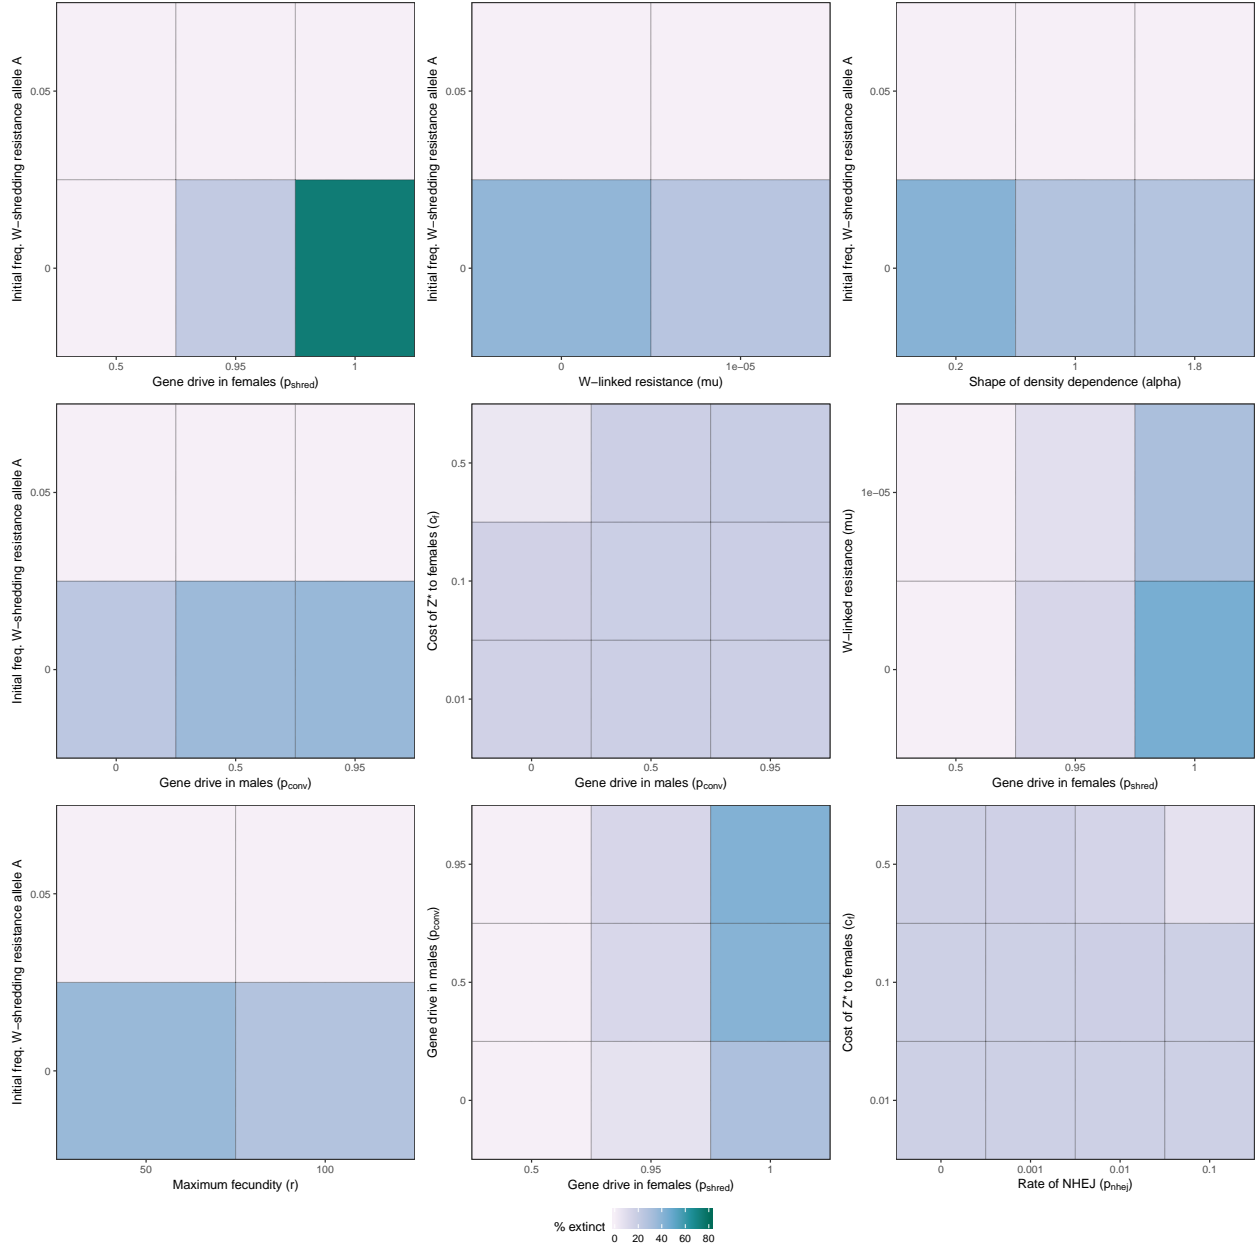 Initial freq. W−shredding resistance allele A
0.05
0
0.5 0.95 1
Gene drive in females (pshred)
Initial freq. W−shredding resistance allele A
0.05
0
0 1e−05
W−linked resistance (mu)
Initial freq. W−shredding resistance allele A
0.05
0
0.2 1 1.8
Shape of density dependence (alpha)
Initial freq. W−shredding resistance allele A
0.05
0
0 0.5 0.95
Gene drive in males (pconv)
Cost of Z* to females (cf)
0.5
0.1
0.01
0 0.5 0.95
Gene drive in males (pconv)
W−linked resistance (mu)
1e−05
0
0.5 0.95 1
Gene drive in females (pshred)
Initial freq. W−shredding resistance allele A
0.05
0
50 100
Maximum fecundity (r)
Gene drive in males (pconv)
0.95
0.5
0
0.5 0.95 1
Gene drive in females (pshred)
Cost of Z* to females (cf)
0.5
0.1
0.01
0 0.001 0.01 0.1
Rate of NHEJ (pnhej)
% extinct
0 20 40 60 80